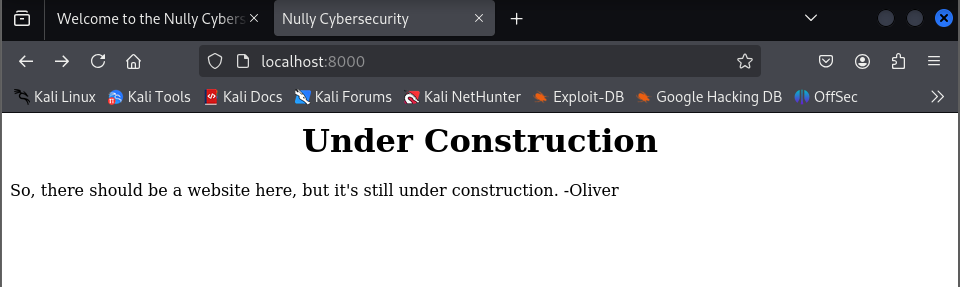 Welcome to the Nully Cybers
Nully Cybersecurity
localhost:8000
Kali Linux Kali Tools Kali Docs Kali Forums Kali NetHunter Exploit-DB Google Hacking DB OffSec
Under Construction
So, there should be a website here, but it's still under construction. -Oliver